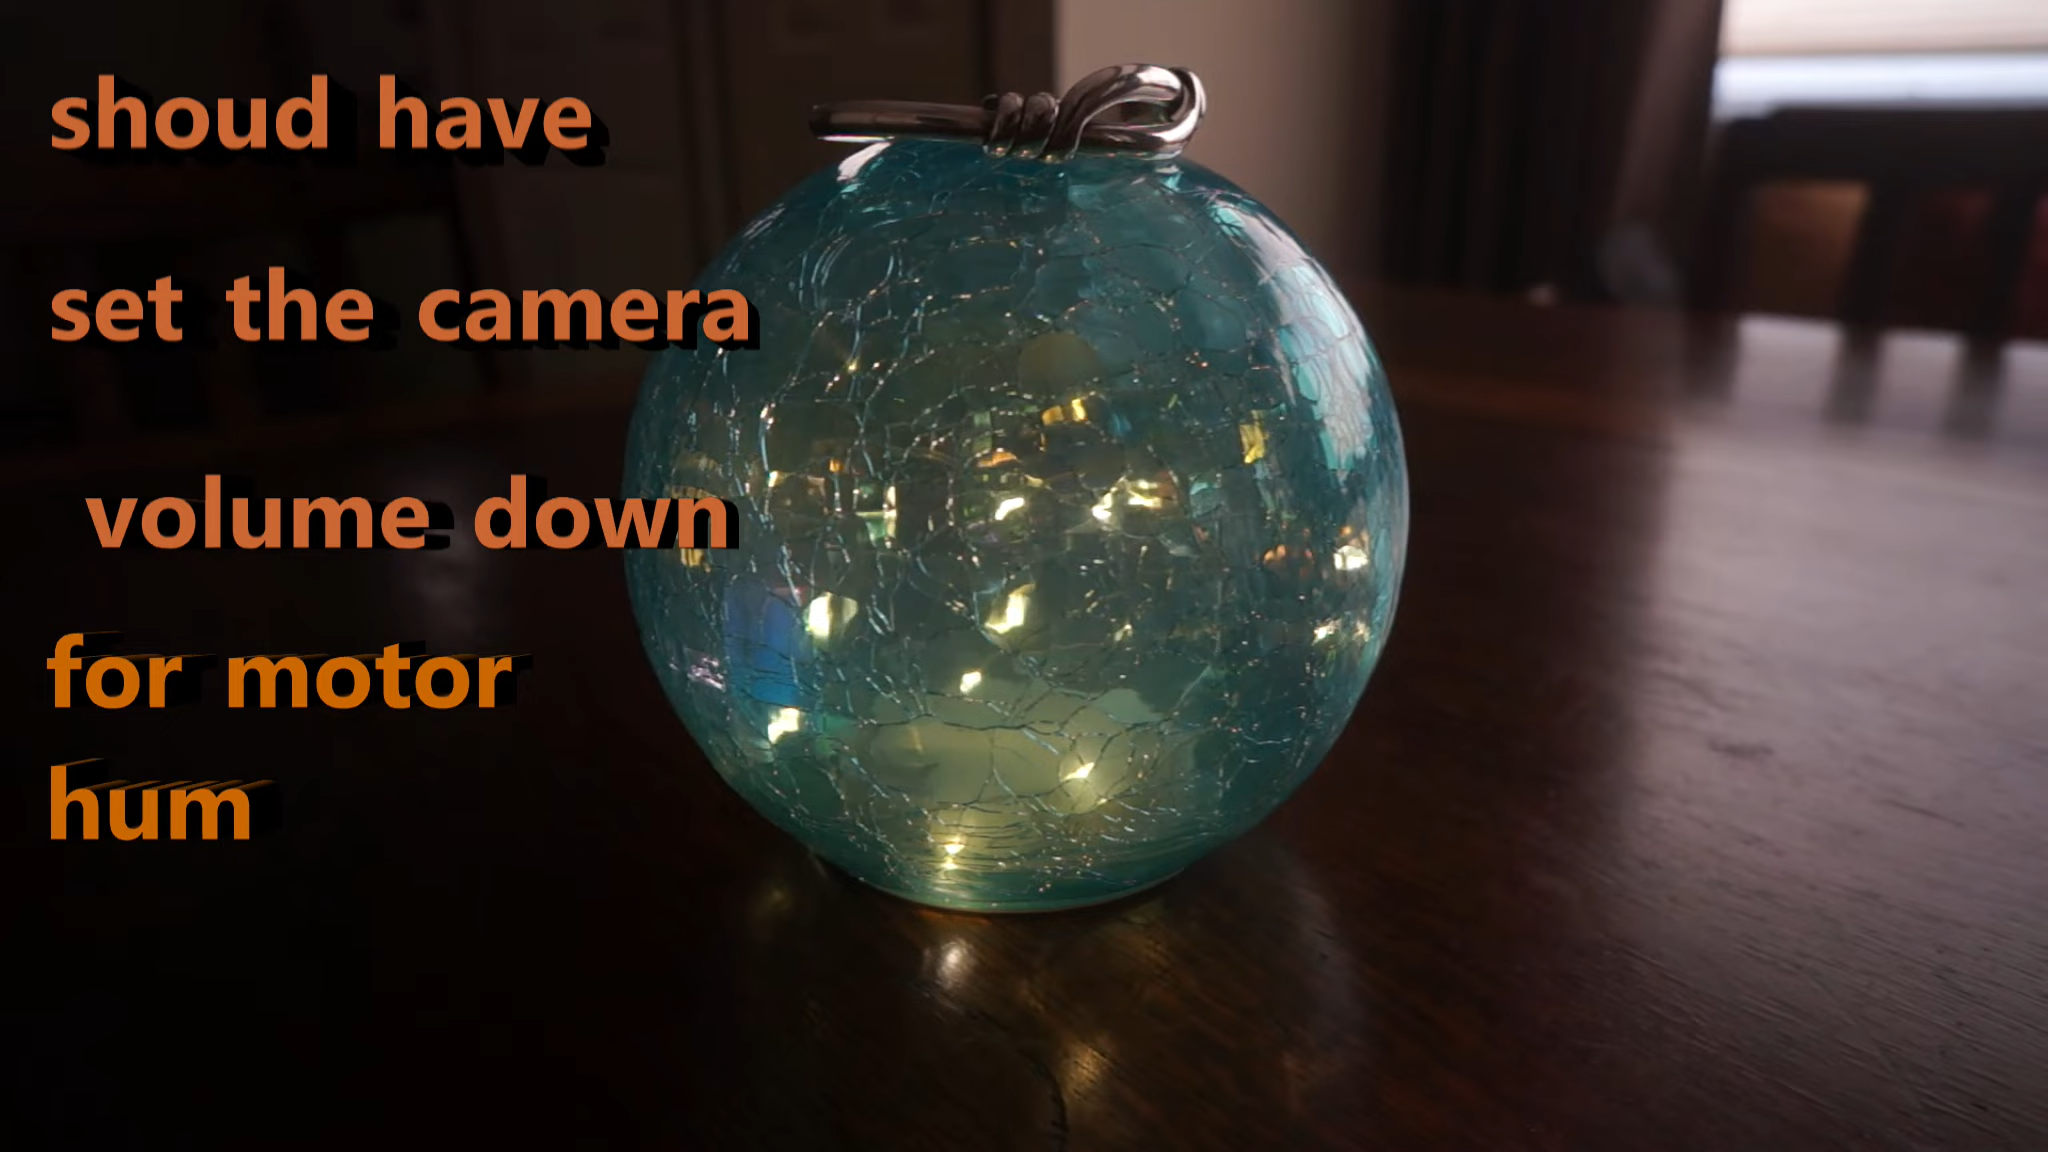 shoud have
set the camera
volume down
for motor
hum